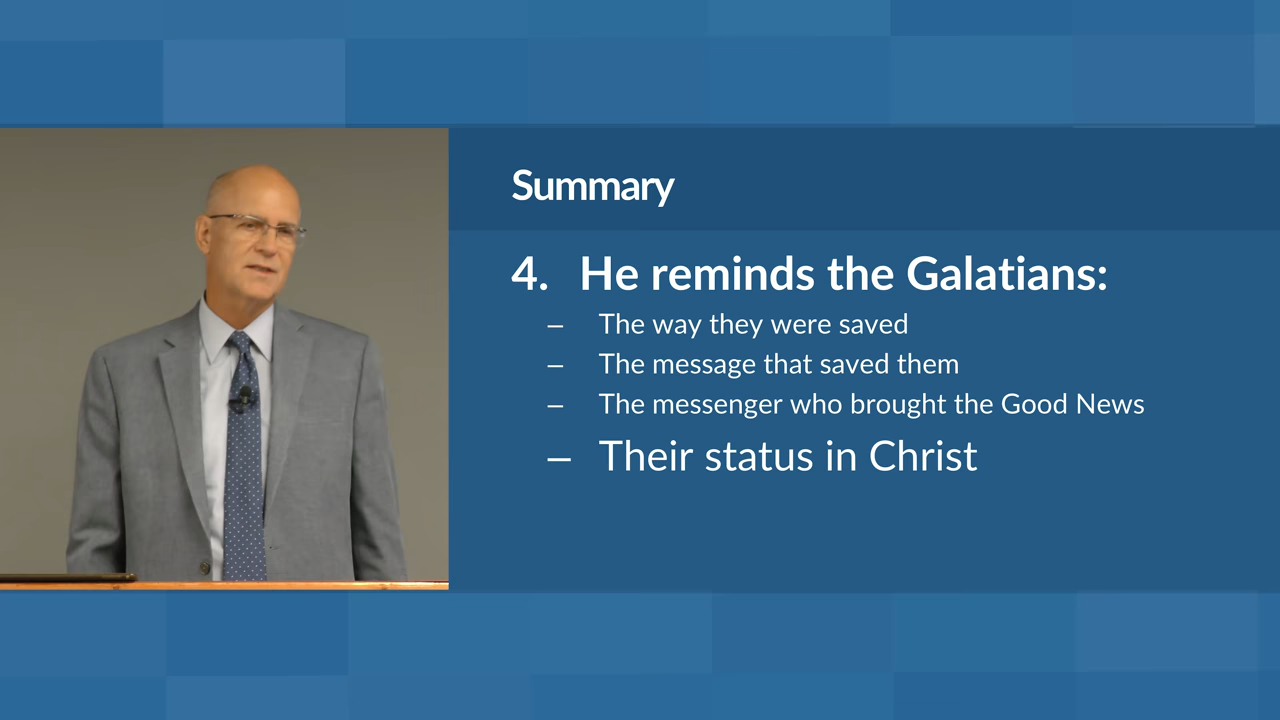 Summary
4. He reminds the Galatians:
– The way they were saved
– The message that saved them
– The messenger who brought the Good News
– Their status in Christ